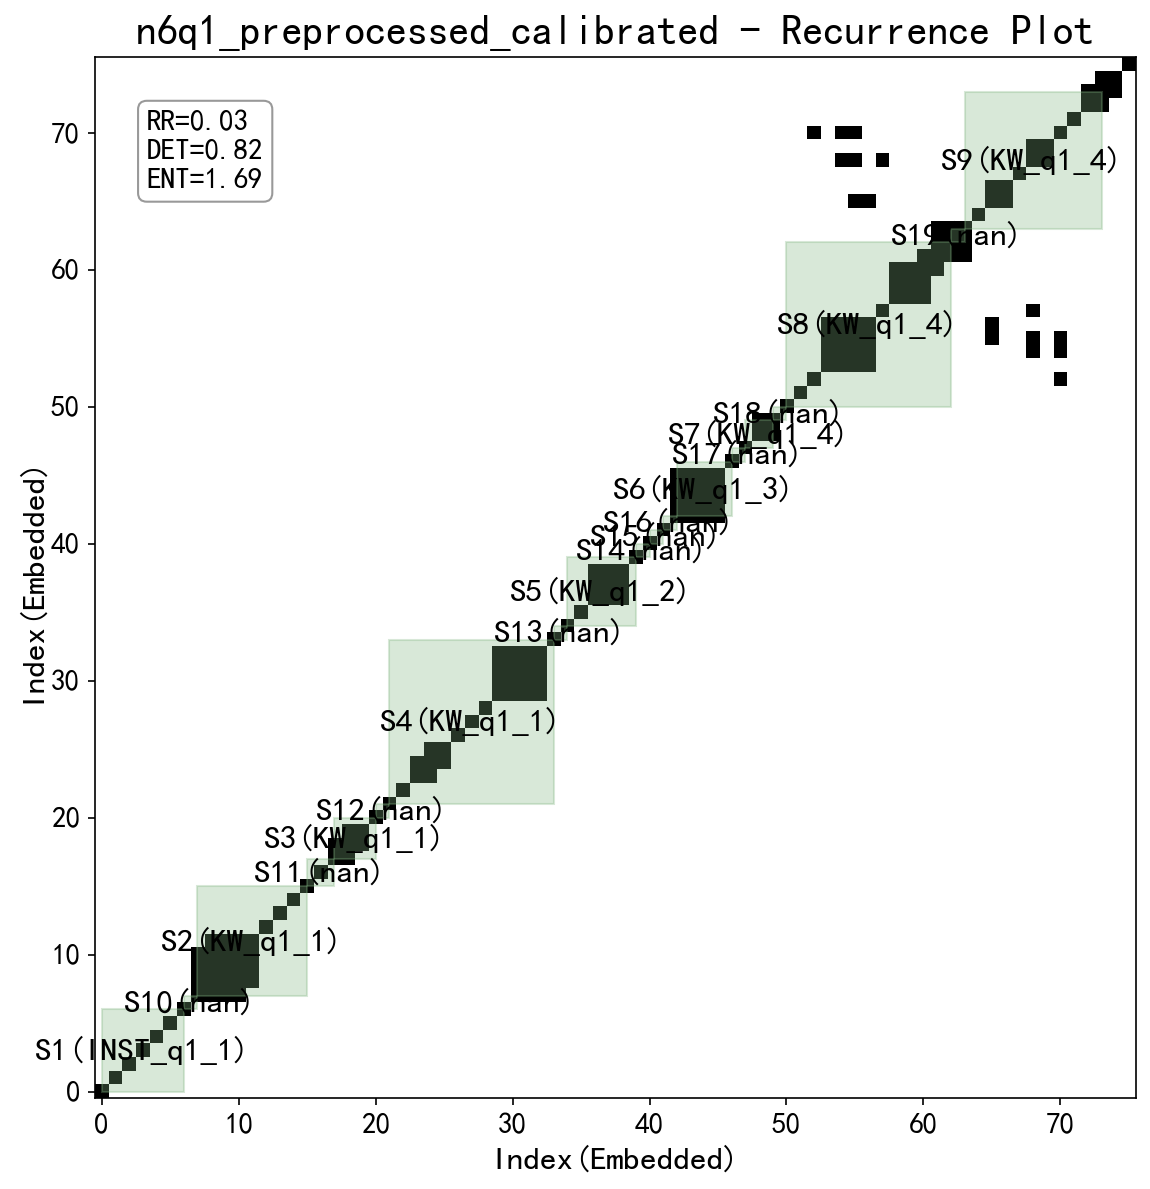 n6q1_preprocessed_calibrated - Recurrence Plot
RR=0.03
DET=0.82
ENT=1.69
70
S9(KW_q1_4)
S19(nan)
60
S8(KW_q1_4)
50
S18(nan)
S7(KW_q1_4)
S17(nan)
S6(KW_q1_3)
S16(nan)
S15(nan)
40
S14(nan)
S5(KW_q1_2)
S13(nan)
30
S4(KW_q1_1)
20
S12(nan)
S3(KW_q1_1)
S11(nan)
S2(KW_q1_1)
10
S10(nan)
S1(INST_q1_1)
0
Index(Embedded)
0 10 20 30 40 50 60 70
Index(Embedded)